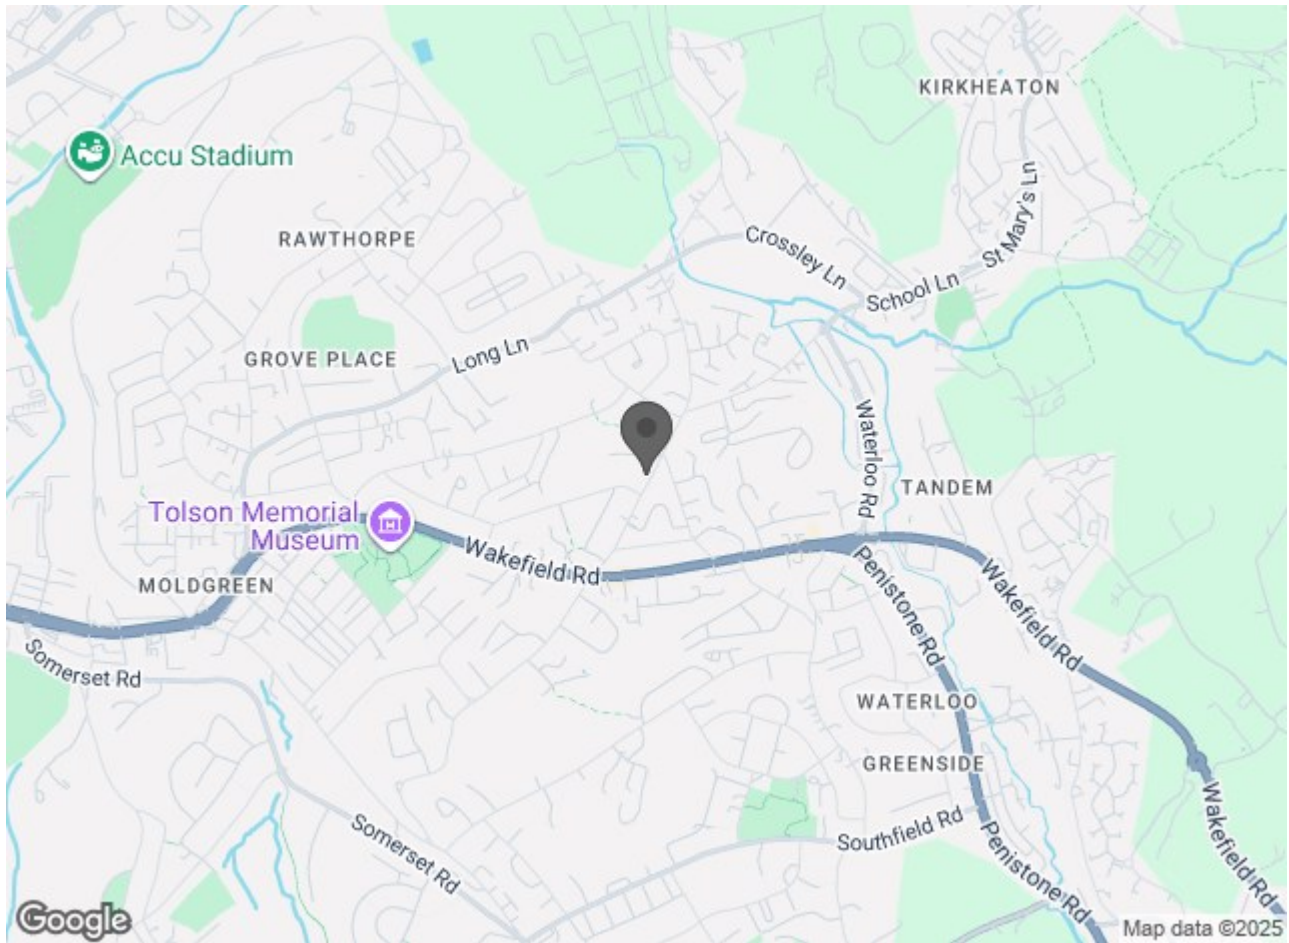 KIRKHEATON
Accu Stadium
St Mary's Ln
RAWTHORPE
Crossley Ln
School Ln
GROVE PLACE
Long Ln
Waterloo Rd
TANDEM
Tolson Memorial
Museum
Wakefield Rd
MOLDGREEN
Penistone Rd
Wakefield Rd
Somerset Rd
WATERLOO
GREENSIDE
Wakefield Rd
Southfield Rd
Somerset Rd
Penistone Rd
Google
Map data ©2025